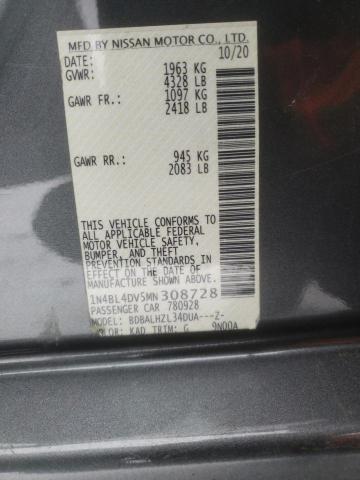 MFD BY NISSAN MOTOR CO., LTD.
10/20
GVWR: 1963 KG
4328 LB
GAWR FR.: 1097 KG
2418 LB
GAWR RR.: 945 KG
2083 LB
THIS VEHICLE CONFORMS TO
ALL APPLICABLE FEDERAL
MOTOR VEHICLE SAFETY,
BUMPER, AND THEFT
PREVENTION STANDARDS IN
EFFECT ON THE DATE OF
MANUFACTURE SHOWN ABOVE.
1N4BL4DV5MN308728
PASSENGER CAR 780928
MODEL: BDBALHZL34DUA---Z-
COLOR: KAD TRIM: G 9N00A